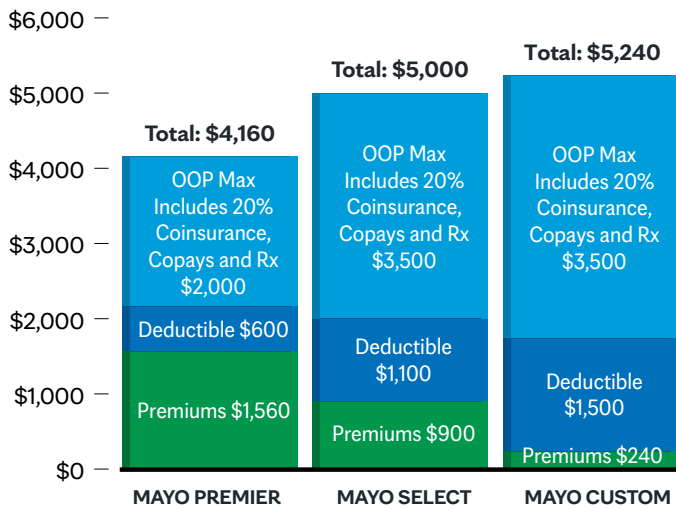 $6,000
$5,000
$4,000
$3,000
$2,000
$1,000
$0
Total: $4,160
OOP Max
Includes 20%
Coinsurance,
Copays and Rx
$2,000
Deductible $600
Premiums $1,560
MAYO PREMIER
Total: $5,000
OOP Max
Includes 20%
Coinsurance,
Copays and Rx
$3,500
Deductible
$1,100
Premiums $900
MAYO SELECT
Total: $5,240
OOP Max
Includes 20%
Coinsurance,
Copays and Rx
$3,500
Deductible
$1,500
Premiums $240
MAYO CUSTOM